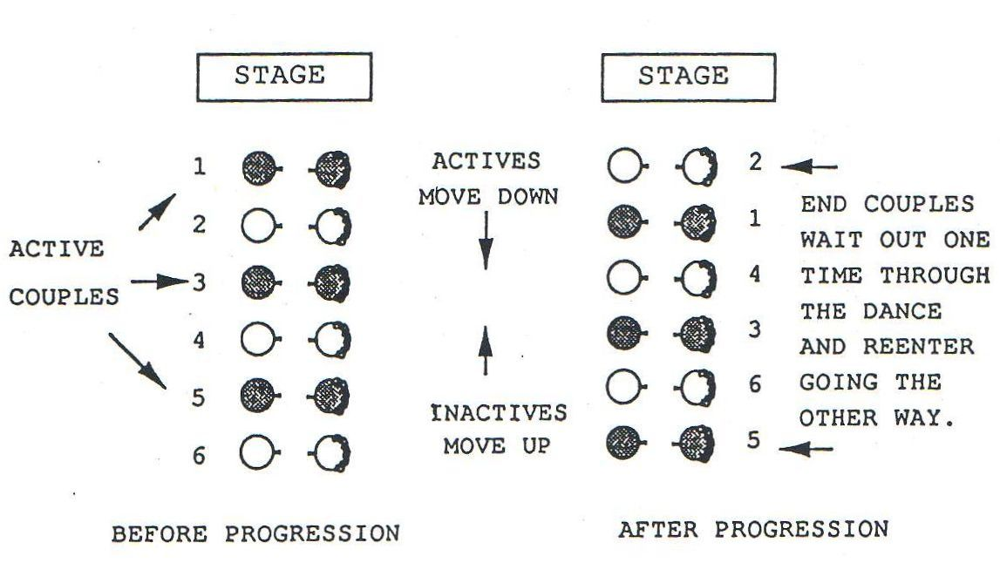 STAGE
1
2
3
4
5
6
ACTIVE
COUPLES
BEFORE PROGRESSION
ACTIVES
MOVE DOWN
INACTIVES
MOVE UP
STAGE
2
1
4
3
6
5
END COUPLES
WAIT OUT ONE
TIME THROUGH
THE DANCE
AND REENTER
GOING THE
OTHER WAY.
AFTER PROGRESSION